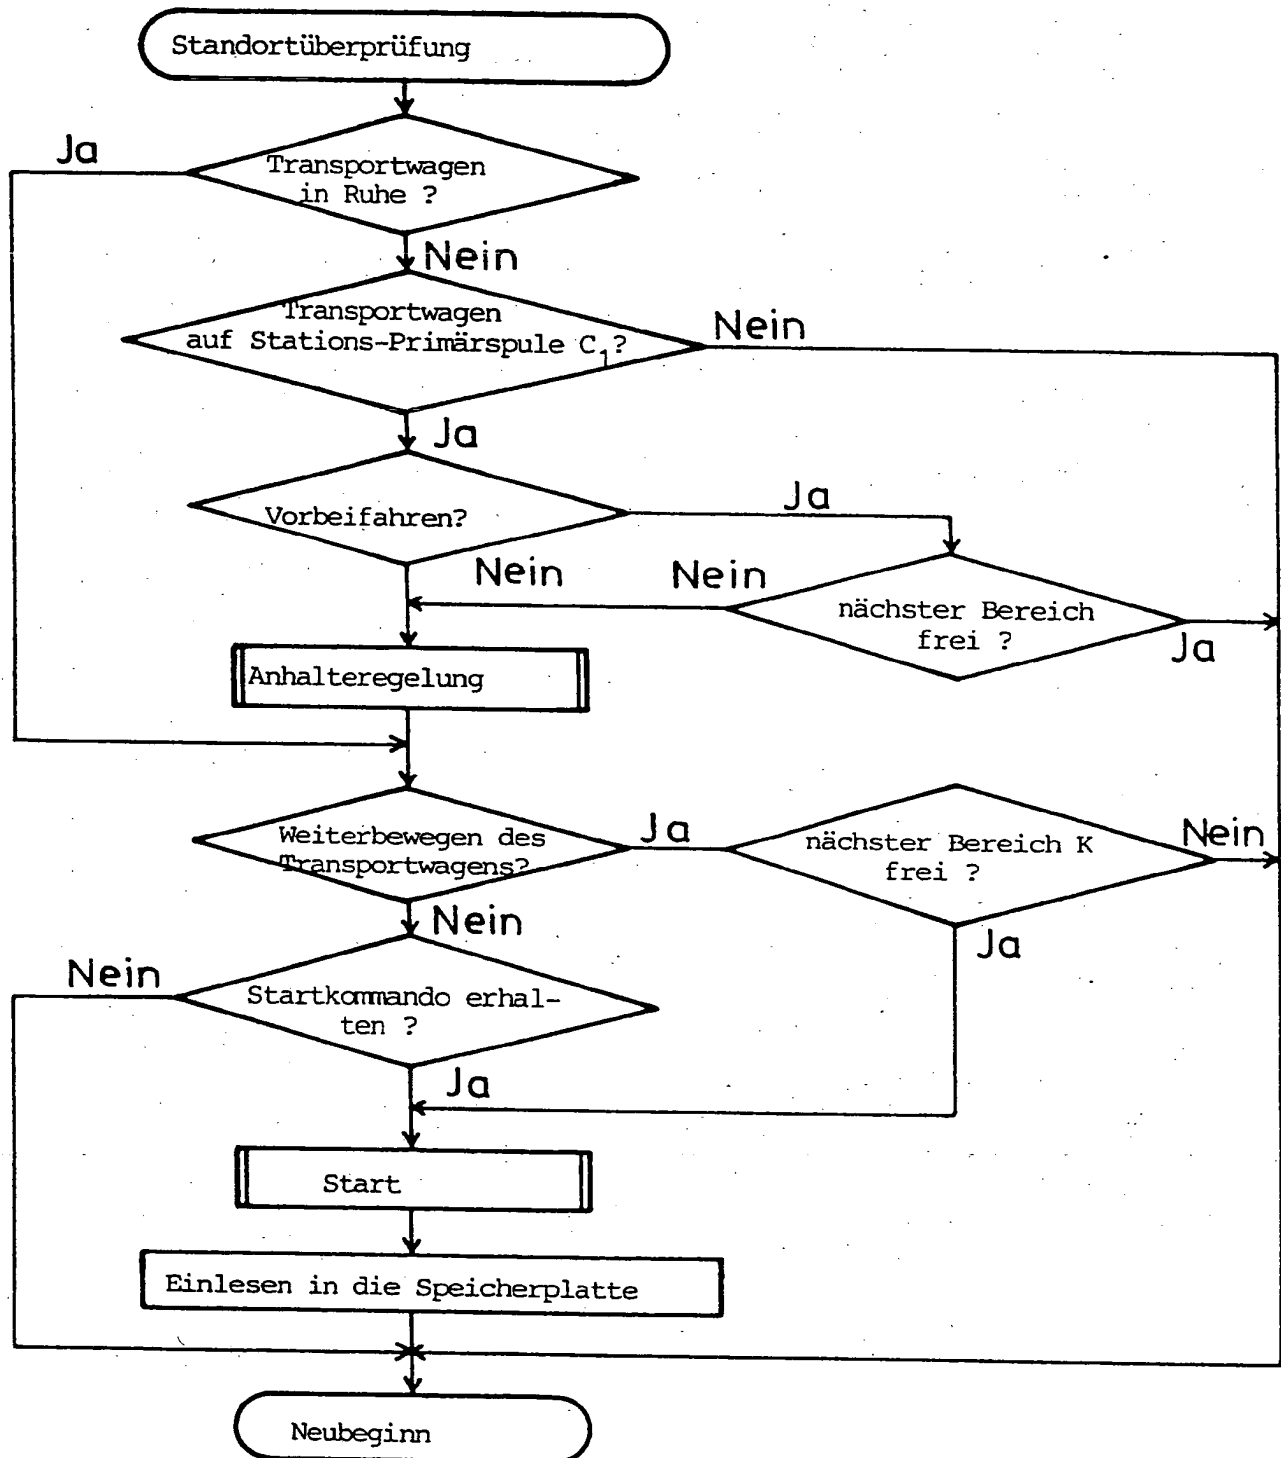 Standortüberprüfung
Ja
Transportwagen
in Ruhe ?
Nein
Transportwagen
auf Stations-Primärspule C₁?
Nein
Ja
Vorbeifahren?
Ja
Nein
Nein
nächster Bereich
frei ?
Ja
Anhalteregelung
Weiterbewegen des
Transportwagens?
Ja
nächster Bereich K
frei ?
Nein
Nein
Ja
Nein
Startkommando erhal-
ten ?
Ja
Start
Einlesen in die Speicherplatte
Neubeginn